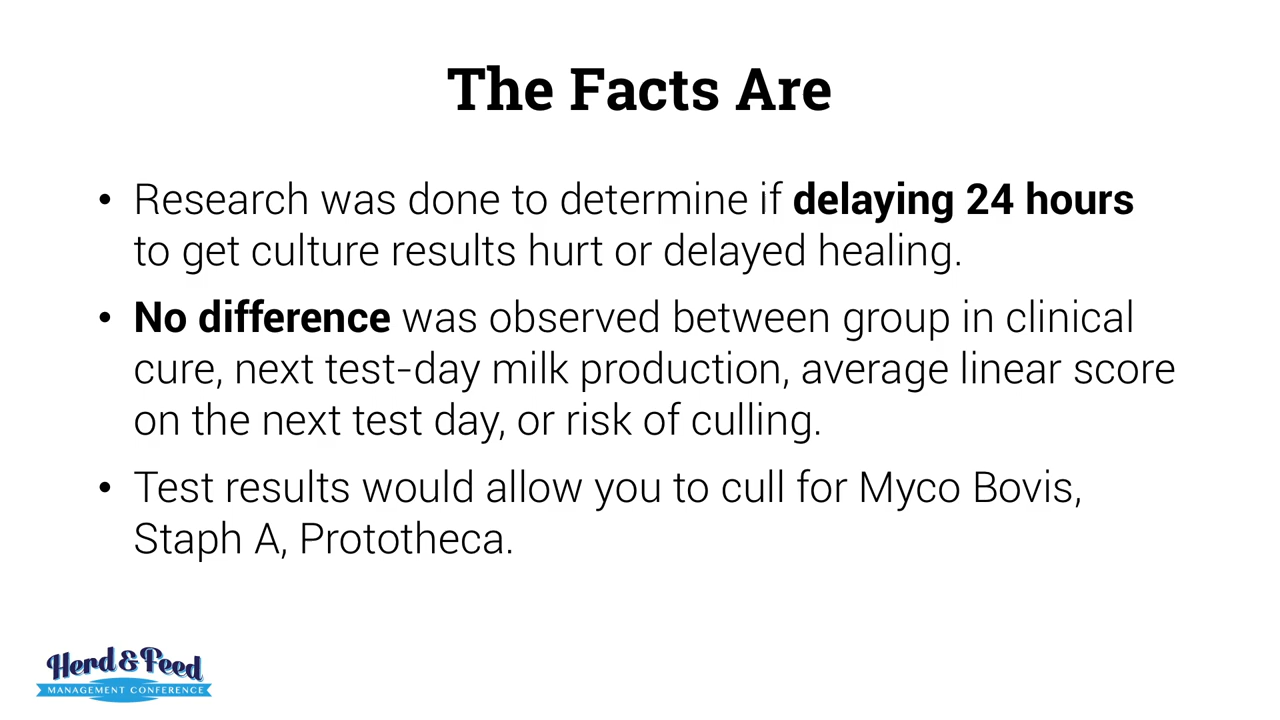 The Facts Are
• Research was done to determine if delaying 24 hours
to get culture results hurt or delayed healing.
• No difference was observed between group in clinical
cure, next test-day milk production, average linear score
on the next test day, or risk of culling.
• Test results would allow you to cull for Myco Bovis,
Staph A, Prototheca.
Herd & Feed
MANAGEMENT CONFERENCE